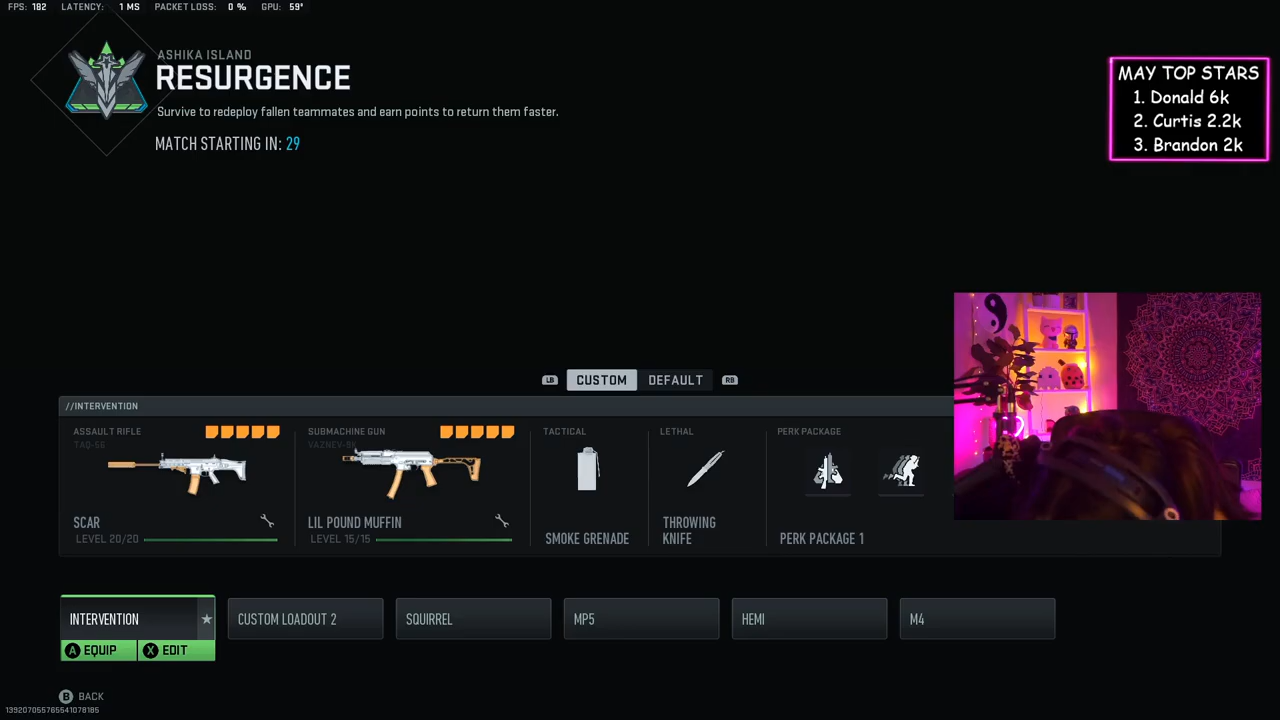 FPS: 182 LATENCY: 1 MS PACKET LOSS: 0 % GPU: 59°
ASHIKA ISLAND
RESURGENCE
Survive to redeploy fallen teammates and earn points to return them faster.
MATCH STARTING IN: 29
MAY TOP STARS
1. Donald 6k
2. Curtis 2.2k
3. Brandon 2k
LB CUSTOM DEFAULT RB
//INTERVENTION
ASSAULT RIFLE
TAQ-56
SCAR
LEVEL 20/20
SUBMACHINE GUN
VAZNEV-9K
LIL POUND MUFFIN
LEVEL 15/15
TACTICAL
SMOKE GRENADE
LETHAL
THROWING
KNIFE
PERK PACKAGE
PERK PACKAGE 1
INTERVENTION
A EQUIP X EDIT
CUSTOM LOADOUT 2
SQUIRREL
MP5
HEMI
M4
B BACK